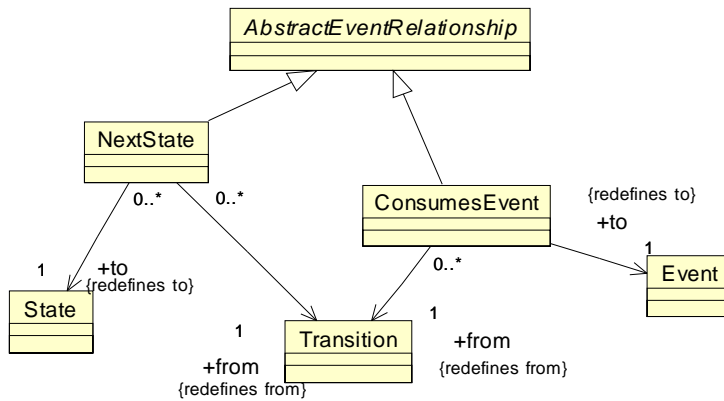 AbstractEventRelationship
NextState
0..*
0..*
ConsumesEvent
{redefines to}
+to
0..*
1
1
+to
{redefines to}
Event
State
1
Transition
1
+from
+from
{redefines from}
{redefines from}